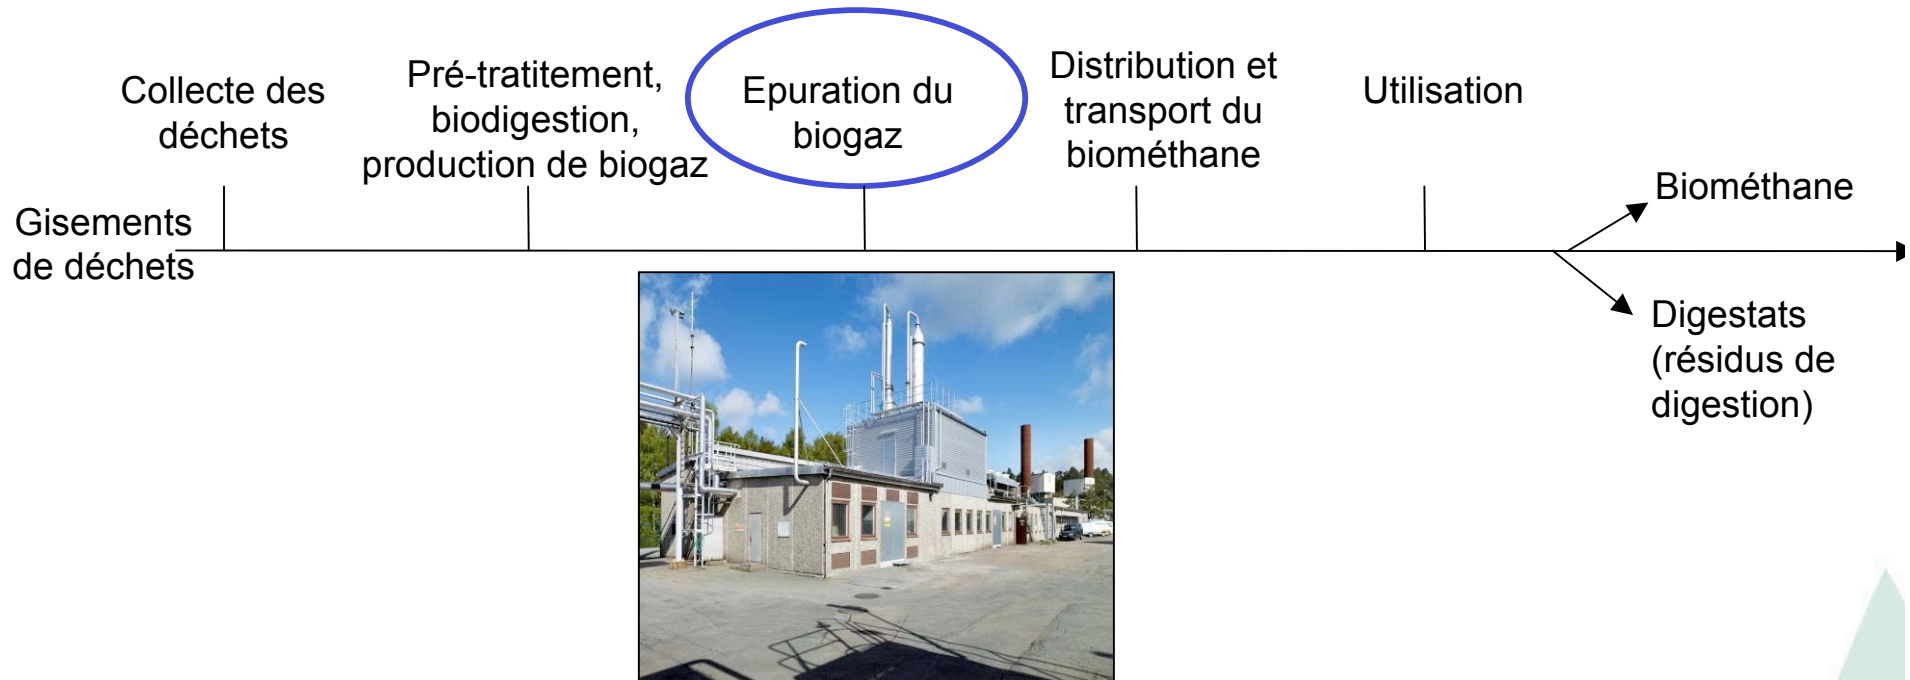 Gisements
de déchets
Collecte des
déchets
Pré-tratitement,
biodigestion,
production de biogaz
Epuration du
biogaz
Distribution et
transport du
biométhane
Utilisation
Biométhane
Digestats
(résidus de
digestion)